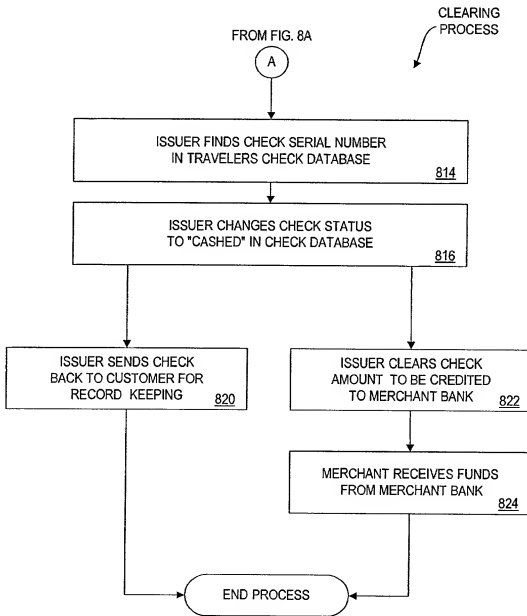 CLEARING
PROCESS
FROM FIG. 8A
A
ISSUER FINDS CHECK SERIAL NUMBER
IN TRAVELERS CHECK DATABASE
814
ISSUER CHANGES CHECK STATUS
TO "CASHED" IN CHECK DATABASE
816
ISSUER SENDS CHECK
BACK TO CUSTOMER FOR
RECORD KEEPING
820
ISSUER CLEARS CHECK
AMOUNT TO BE CREDITED
TO MERCHANT BANK
822
MERCHANT RECEIVES FUNDS
FROM MERCHANT BANK
824
END PROCESS